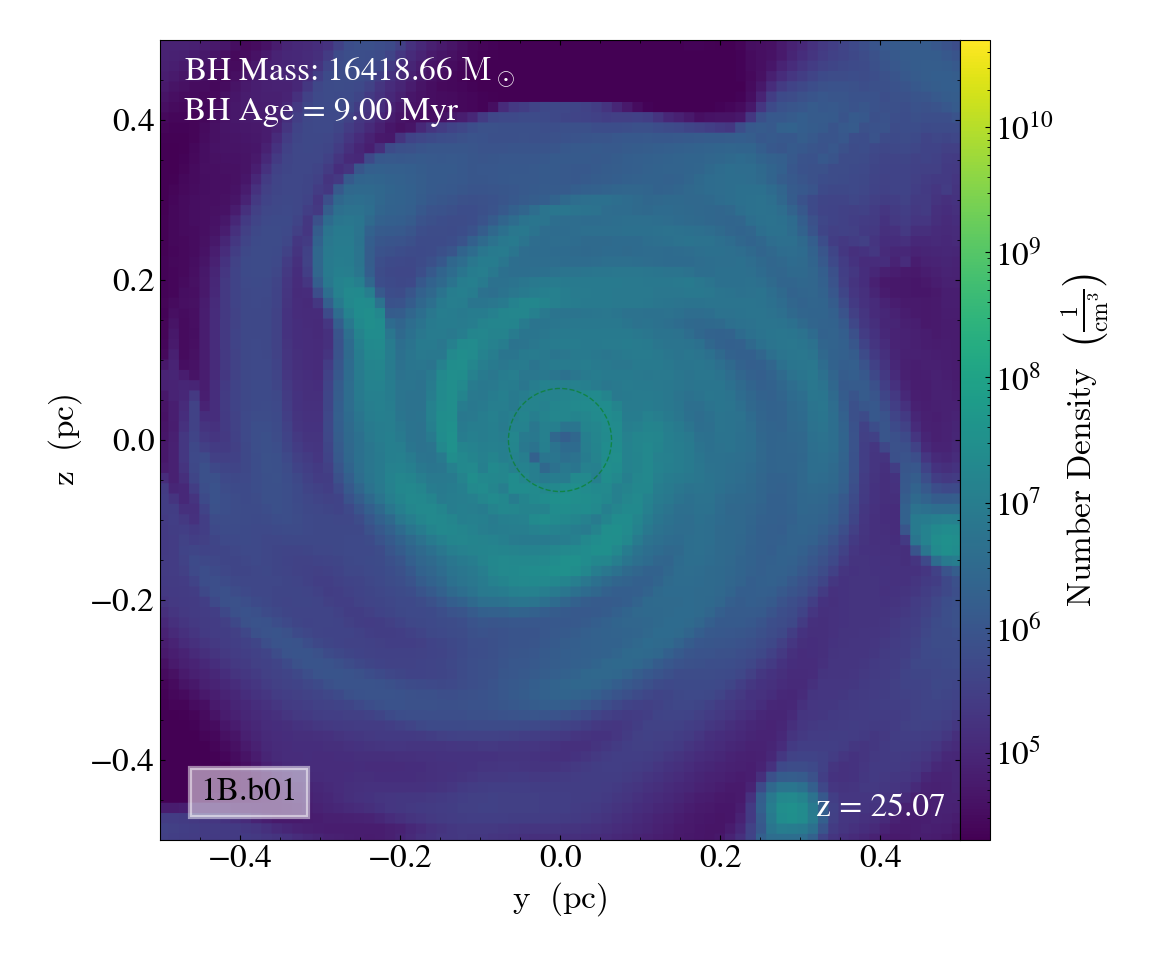 BH Mass: 16418.66 M⊙
BH Age = 9.00 Myr
0.4
0.2
0.0
−0.2
−0.4
z (pc)
1B.b01
z = 25.07
−0.4 −0.2 0.0 0.2 0.4
y (pc)
10¹⁰
10⁹
10⁸
10⁷
10⁶
10⁵
Number Density (1/cm³)